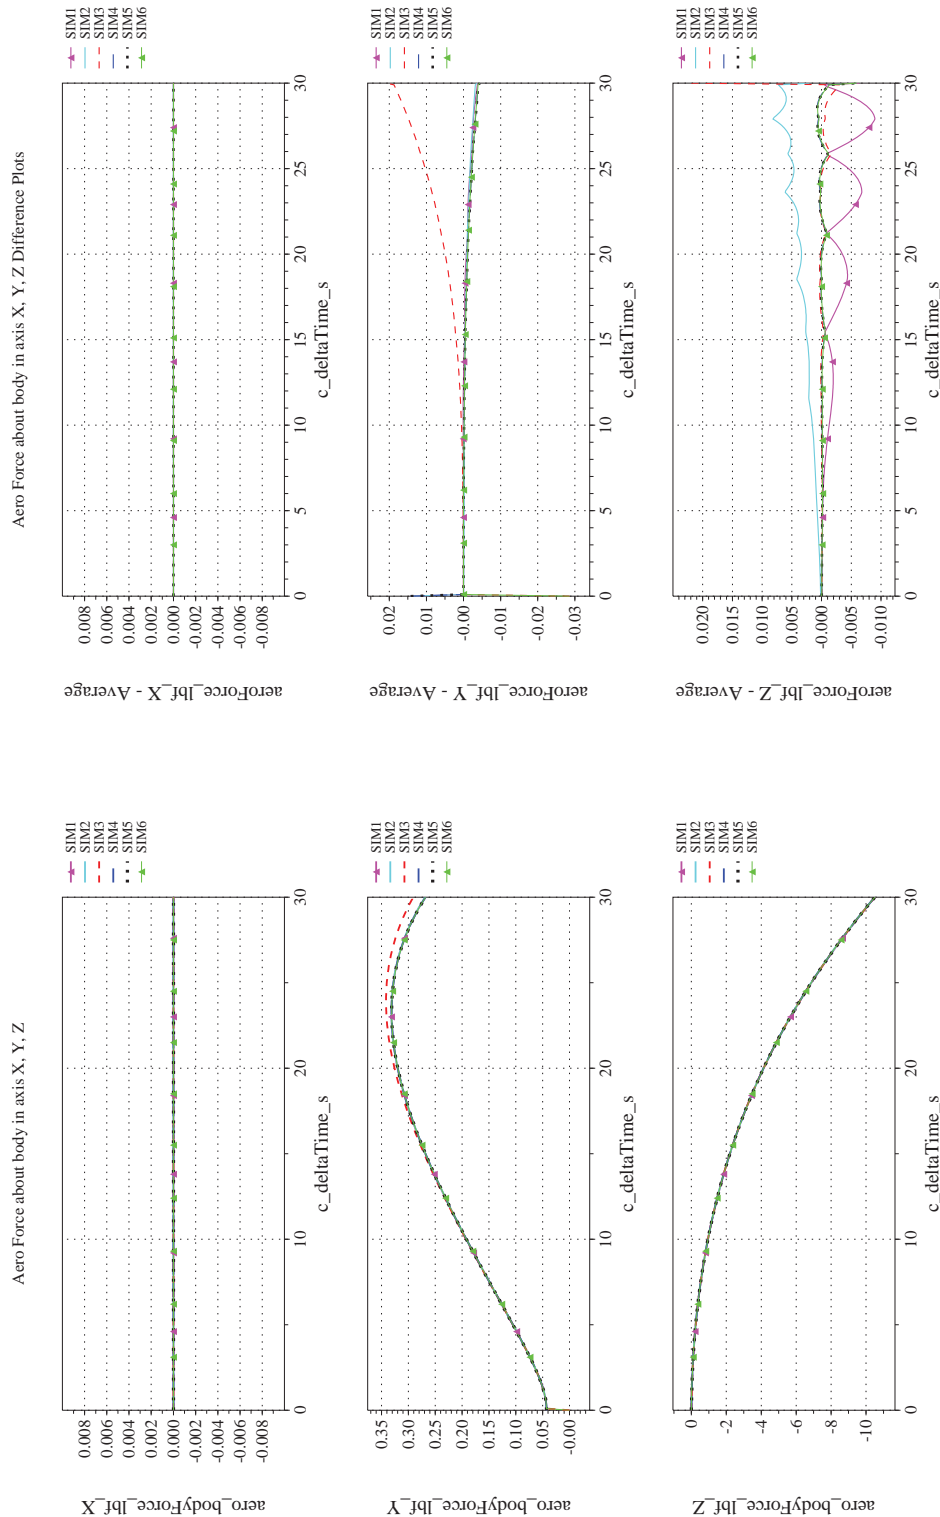 Aero Force about body in axis X, Y, Z Difference Plots
SIM1
SIM2
SIM3
SIM4
SIM5
SIM6
0.008
0.006
0.004
0.002
0.000
-0.002
-0.004
-0.006
-0.008
0
5
10
15
20
25
30
c_deltaTime_s
aeroForce_lbf_X - Average
SIM1
SIM2
SIM3
SIM4
SIM5
SIM6
0.02
0.01
-0.00
-0.01
-0.02
-0.03
0
5
10
15
20
25
30
c_deltaTime_s
aeroForce_lbf_Y - Average
SIM1
SIM2
SIM3
SIM4
SIM5
SIM6
0.020
0.015
0.010
0.005
-0.000
-0.005
-0.010
0
5
10
15
20
25
30
c_deltaTime_s
aeroForce_lbf_Z - Average
Aero Force about body in axis X, Y, Z
SIM1
SIM2
SIM3
SIM4
SIM5
SIM6
0.008
0.006
0.004
0.002
0.000
-0.002
-0.004
-0.006
-0.008
0
10
20
30
c_deltaTime_s
aero_bodyForce_lbf_X
SIM1
SIM2
SIM3
SIM4
SIM5
SIM6
0.35
0.30
0.25
0.20
0.15
0.10
0.05
-0.00
0
10
20
30
c_deltaTime_s
aero_bodyForce_lbf_Y
SIM1
SIM2
SIM3
SIM4
SIM5
SIM6
0
-2
-4
-6
-8
-10
0
10
20
30
c_deltaTime_s
aero_bodyForce_lbf_Z